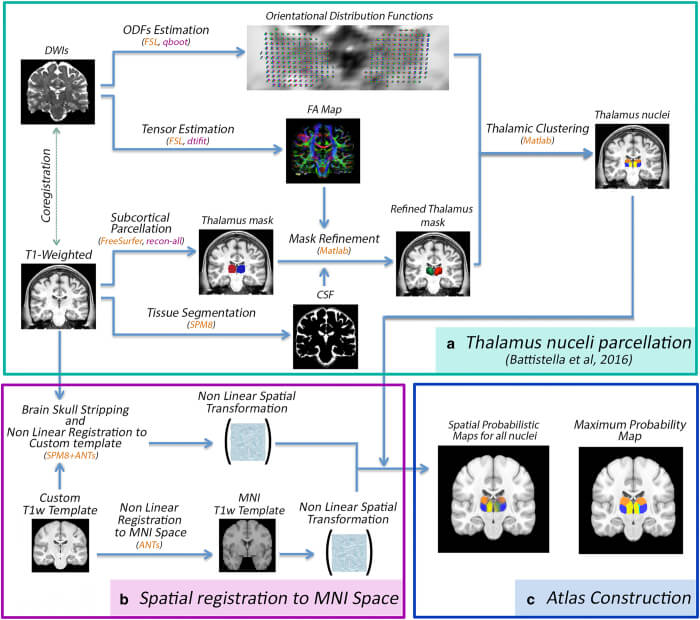 ODFs Estimation
(FSL, qboot)
Orientational Distribution Functions
DWIs
Tensor Estimation
(FSL, dtifit)
FA Map
Thalamic Clustering
(Matlab)
Thalamus nuclei
Coregistration
Subcortical
Parcellation
(FreeSurfer, recon-all)
Thalamus mask
Mask Refinement
(Matlab)
Refined Thalamus
mask
T1-Weighted
Tissue Segmentation
(SPM8)
CSF
a Thalamus nuceli parcellation
(Battistella et al, 2016)
Brain Skull Stripping
and
Non Linear Registration to
Custom template
(SPM8+ANTs)
Non Linear Spatial
Transformation
Custom
T1w Template
Non Linear
Registration
to MNI Space
(ANTs)
MNI
T1w Template
Non Linear Spatial
Transformation
b Spatial registration to MNI Space
Spatial Probabilistic
Maps for all nuclei
Maximum Probability
Map
c Atlas Construction